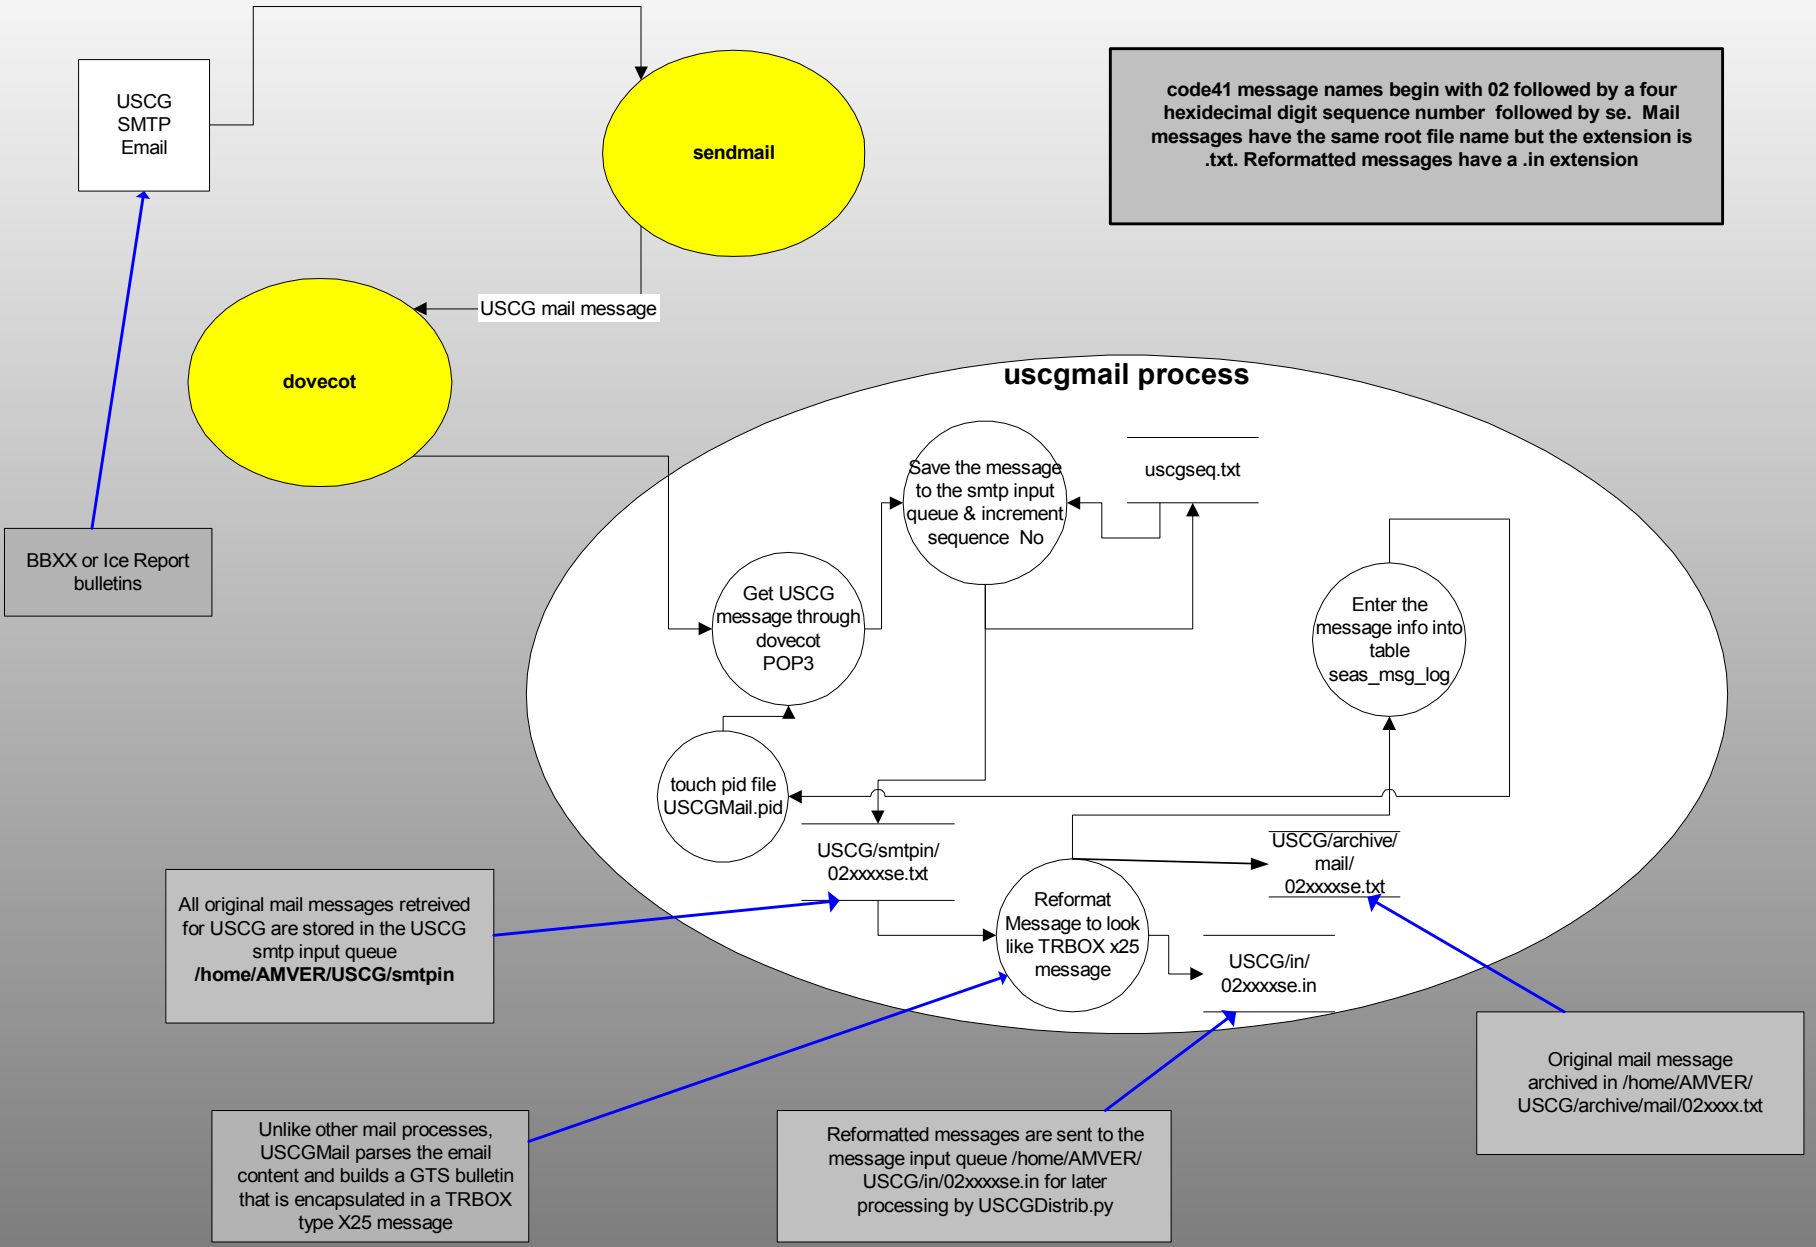 USCG
SMTP
Email
sendmail
code41 message names begin with 02 followed by a four
hexidecimal digit sequence number followed by se. Mail
messages have the same root file name but the extension is
.txt. Reformatted messages have a .in extension
USCG mail message
dovecot
BBXX or Ice Report
bulletins
uscgmail process
Save the message
to the smtp input
queue & increment
sequence No
uscgseq.txt
Get USCG
message through
dovecot
POP3
Enter the
message info into
table
seas_msg_log
touch pid file
USCGMail.pid
USCG/smtpin/
02xxxxse.txt
USCG/archive/
mail/
02xxxxse.txt
Reformat
Message to look
like TRBOX x25
message
USCG/in/
02xxxxse.in
All original mail messages retreived
for USCG are stored in the USCG
smtp input queue
/home/AMVER/USCG/smtpin
Unlike other mail processes,
USCGMail parses the email
content and builds a GTS bulletin
that is encapsulated in a TRBOX
type X25 message
Reformatted messages are sent to the
message input queue /home/AMVER/
USCG/in/02xxxxse.in for later
processing by USCGDistrib.py
Original mail message
archived in /home/AMVER/
USCG/archive/mail/02xxxx.txt